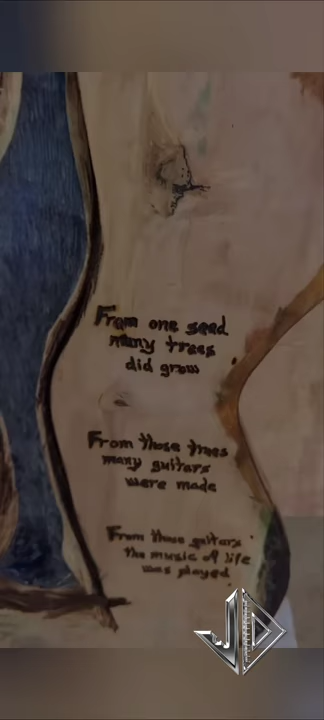 From one seed
many trees
did grow
From those trees
many guitars
were made
From those guitars
the music of life
was played
JD